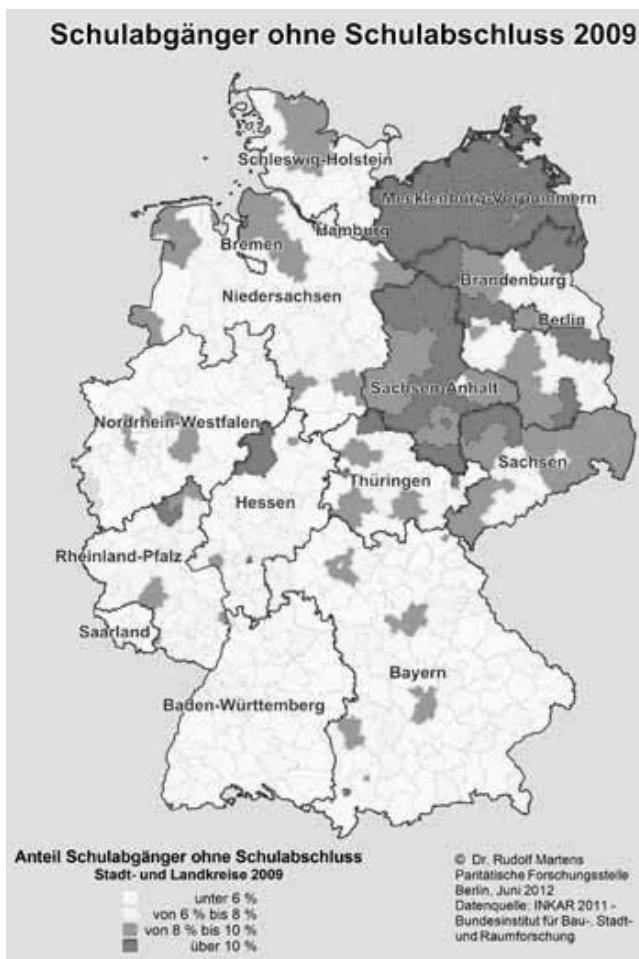 Schulabgänger ohne Schulabschluss 2009
Schleswig-Holstein
Mecklenburg-Vorpommern
Hamburg
Bremen
Brandenburg
Niedersachsen
Berlin
Sachsen-Anhalt
Nordrhein-Westfalen
Sachsen
Thüringen
Hessen
Rheinland-Pfalz
Saarland
Bayern
Baden-Württemberg
Anteil Schulabgänger ohne Schulabschluss
Stadt- und Landkreise 2009
unter 6 %
von 6 % bis 8 %
von 8 % bis 10 %
über 10 %
© Dr. Rudolf Martens
Paritätische Forschungsstelle
Berlin, Juni 2012
Datenquelle: INKAR 2011 -
Bundesinstitut für Bau-, Stadt-
und Raumforschung